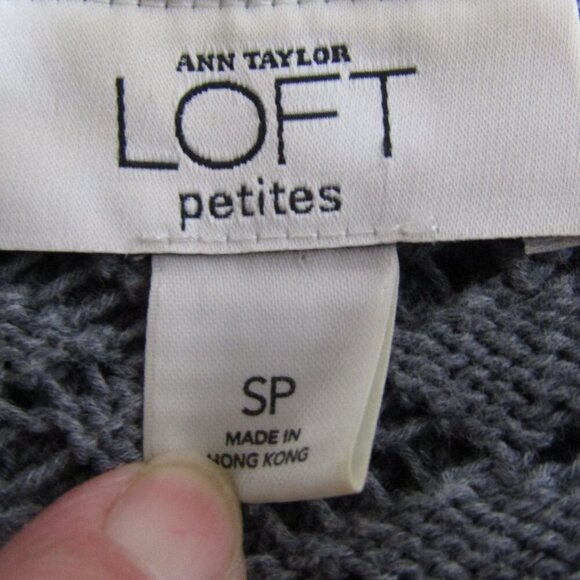 ANN TAYLOR
LOFT
petites
SP
MADE IN
HONG KONG